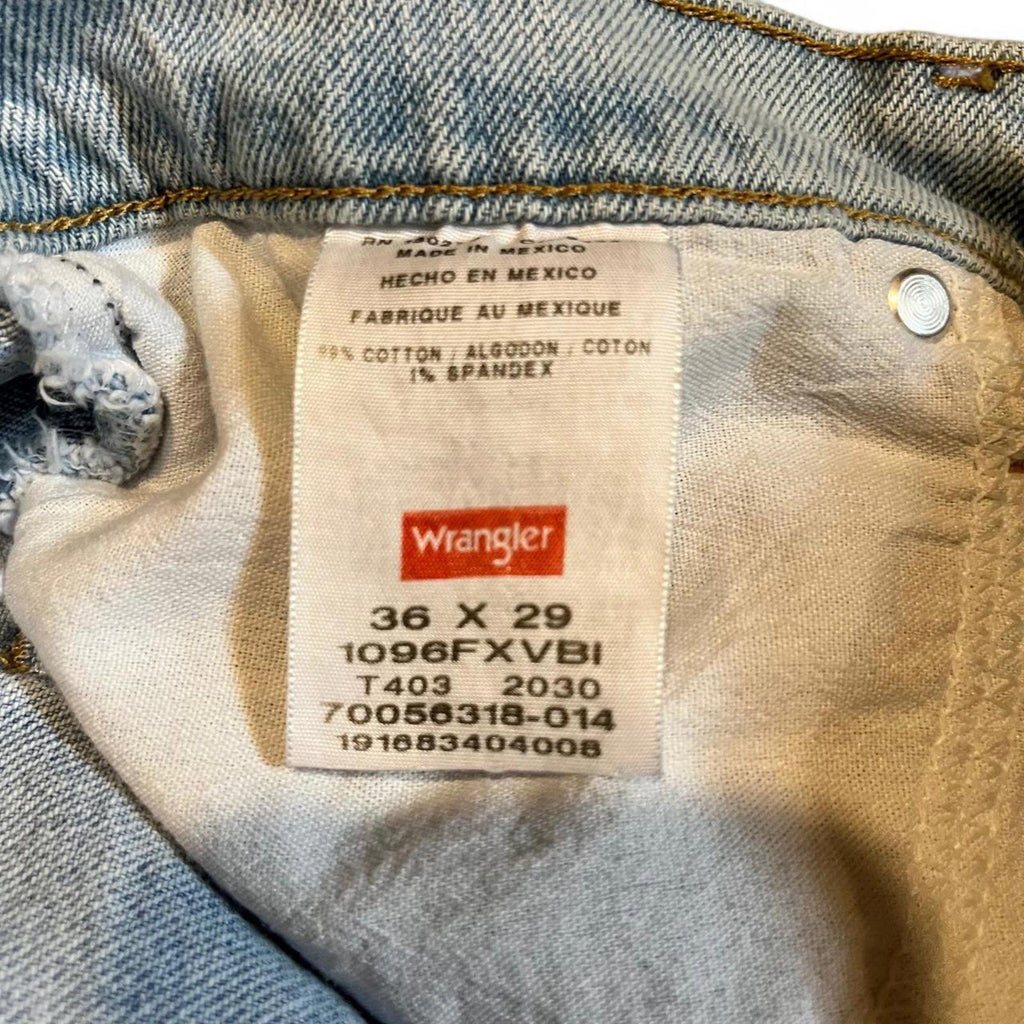 MADE IN MEXICO
HECHO EN MEXICO
FABRIQUE AU MEXIQUE
99% COTTON / ALGODON / COTON
1% SPANDEX
Wrangler
36 X 29
1096FXVBI
T403 2030
70056318-014
191683404008